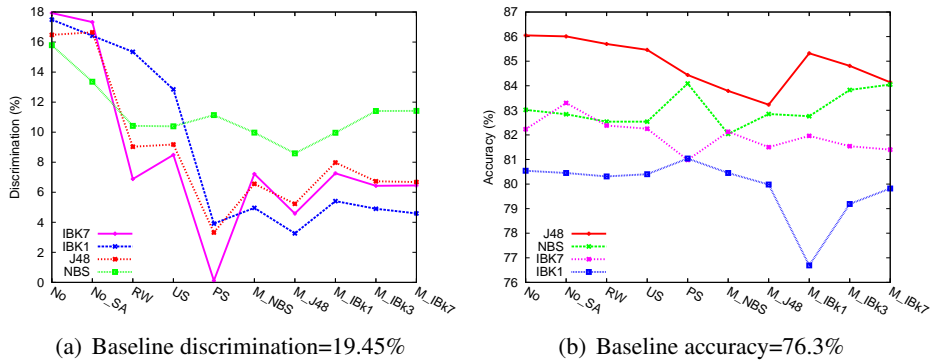 18
16
14
12
10
8
6
4
2
0
Discrimination (%)
IBK7
IBK1
J48
NBS
No
No_SA
RW
US
PS
M_NBS
M_J48
M_IBk1
M_IBk3
M_IBk7
(a) Baseline discrimination=19.45%
87
86
85
84
83
82
81
80
79
78
77
76
Accuracy (%)
J48
NBS
IBK7
IBK1
No
No_SA
RW
US
PS
M_NBS
M_J48
M_IBk1
M_IBk3
M_IBk7
(b) Baseline accuracy=76.3%